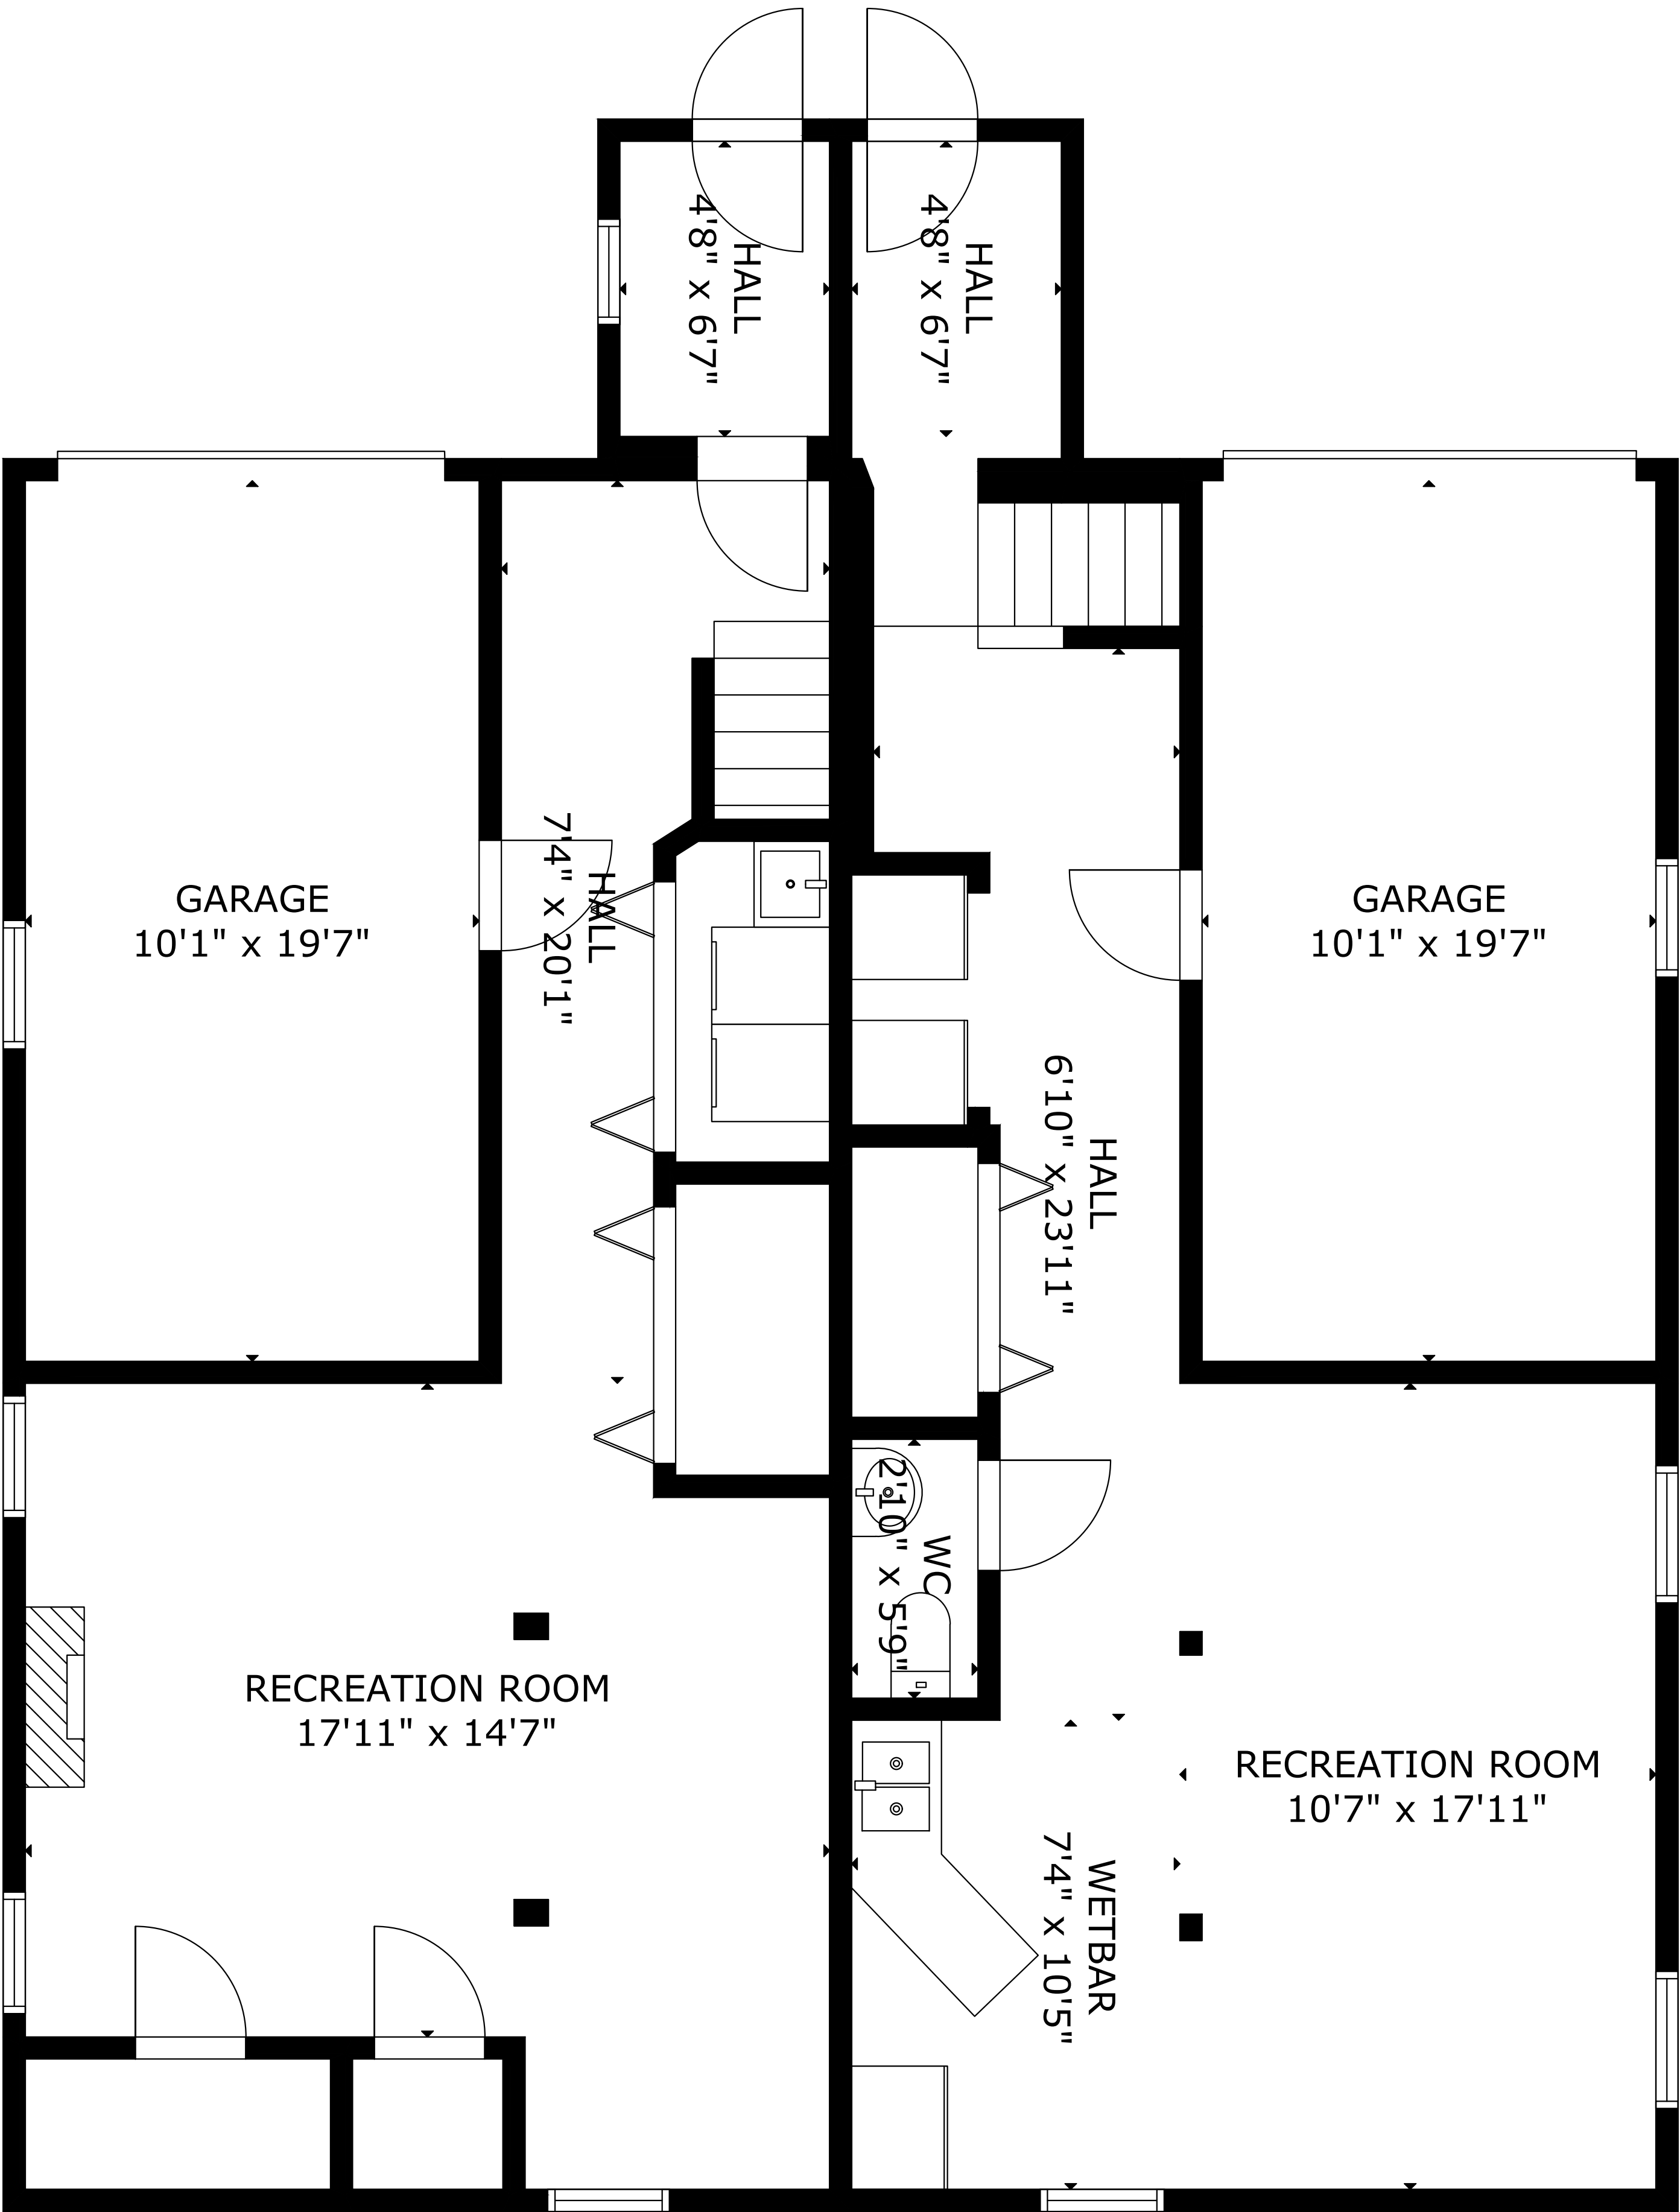 HALL
4'8" x 6'7"
HALL
4'8" x 6'7"
GARAGE
10'1" x 19'7"
HALL
7'4" x 20'1"
GARAGE
10'1" x 19'7"
HALL
6'10" x 23'11"
WC
2'10" x 5'9"
RECREATION ROOM
17'11" x 14'7"
RECREATION ROOM
10'7" x 17'11"
WETBAR
7'4" x 10'5"